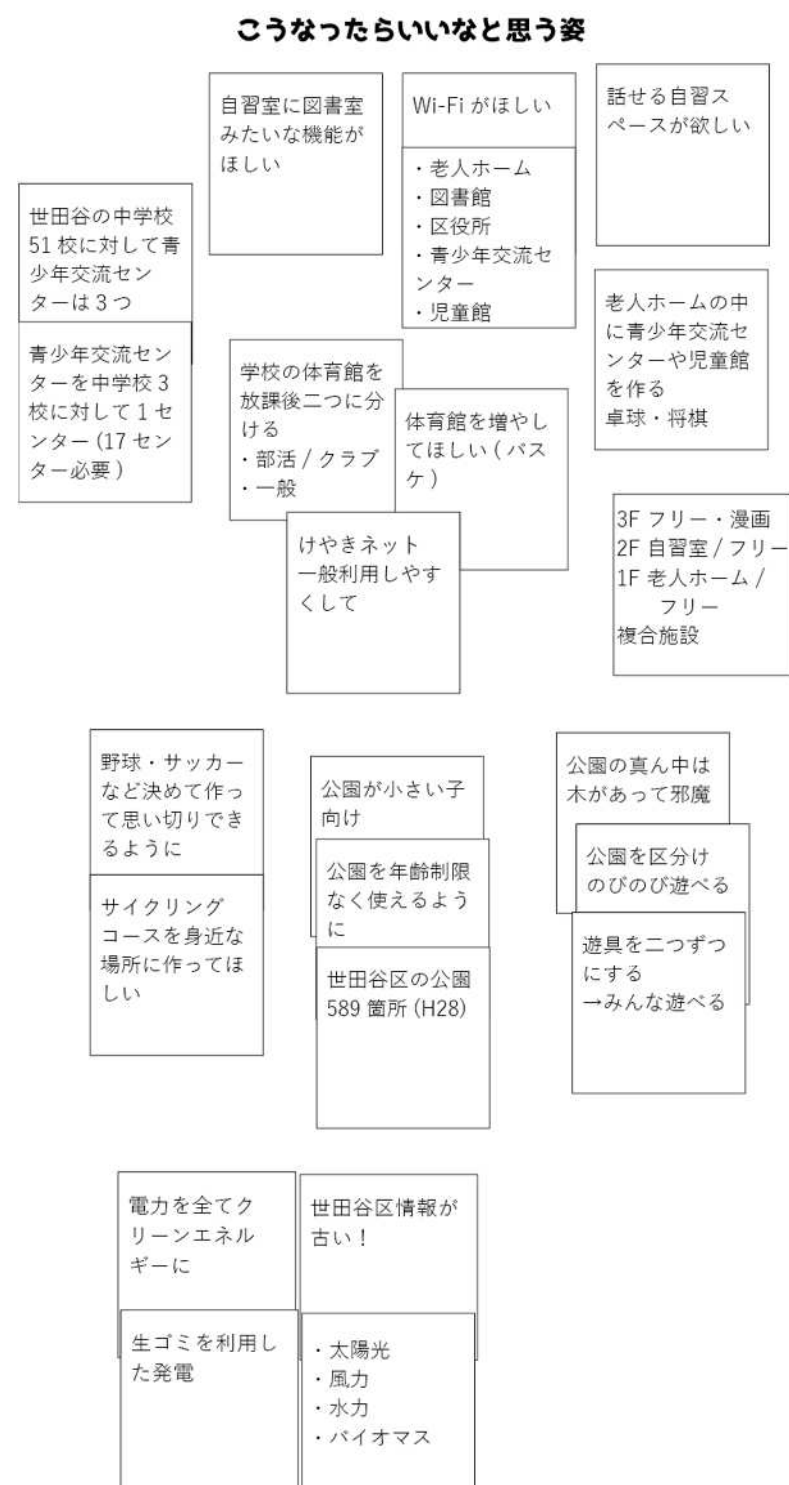 こうなったらいいなと思う姿
自習室に図書室
みたいな機能が
ほしい
Wi-Fi がほしい
・老人ホーム
・図書館
・区役所
・青少年交流セ
ンター
・児童館
話せる自習ス
ペースが欲しい
世田谷の中学校
51 校に対して青
少年交流セン
ターは 3 つ
青少年交流セン
ターを中学校 3
校に対して 1 セ
ンター (17 セン
ター必要 )
学校の体育館を
放課後二つに分
ける
・部活 / クラブ
・一般
体育館を増やし
てほしい ( バス
ケ )
けやきネット
一般利用しやす
くして
老人ホームの中
に青少年交流セ
ンターや児童館
を作る
卓球・将棋
3F フリー・漫画
2F 自習室 / フリー
1F 老人ホーム /
フリー
複合施設
野球・サッカー
など決めて作っ
て思い切りでき
るように
サイクリング
コースを身近な
場所に作ってほ
しい
公園が小さい子
向け
公園を年齢制限
なく使えるよう
に
世田谷区の公園
589 箇所 (H28)
公園の真ん中は
木があって邪魔
公園を区分け
のびのび遊べる
遊具を二つずつ
にする
→みんな遊べる
電力を全てク
リーンエネル
ギーに
生ゴミを利用し
た発電
世田谷区情報が
古い！
・太陽光
・風力
・水力
・バイオマス